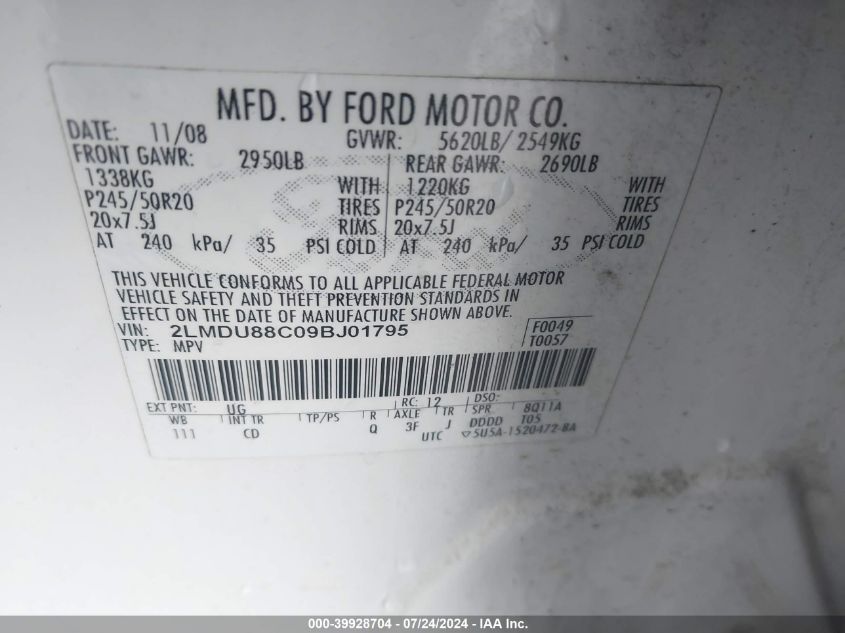 MFD. BY FORD MOTOR CO.
DATE: 11/08 GVWR: 5620LB/ 2549KG
FRONT GAWR: 2950LB REAR GAWR: 2690LB
1338KG WITH 1220KG WITH
P245/50R20 TIRES P245/50R20 TIRES
20x7.5J RIMS 20x7.5J RIMS
AT 240 kPa/ 35 PSI COLD AT 240 kPa/ 35 PSI COLD
THIS VEHICLE CONFORMS TO ALL APPLICABLE FEDERAL MOTOR
VEHICLE SAFETY AND THEFT PREVENTION STANDARDS IN
EFFECT ON THE DATE OF MANUFACTURE SHOWN ABOVE.
VIN: 2LMDU88C09BJ01795 F0049
TYPE: MPV T0057
EXT PNT: UG RC: 12 DSO:
WB INT TR TP/PS R AXLE TR SPR 8Q11A
111 CD Q 3F J DDDD T05
UTC ▽5U5A-1520472-BA
000-39928704 - 07/24/2024 - IAA Inc.